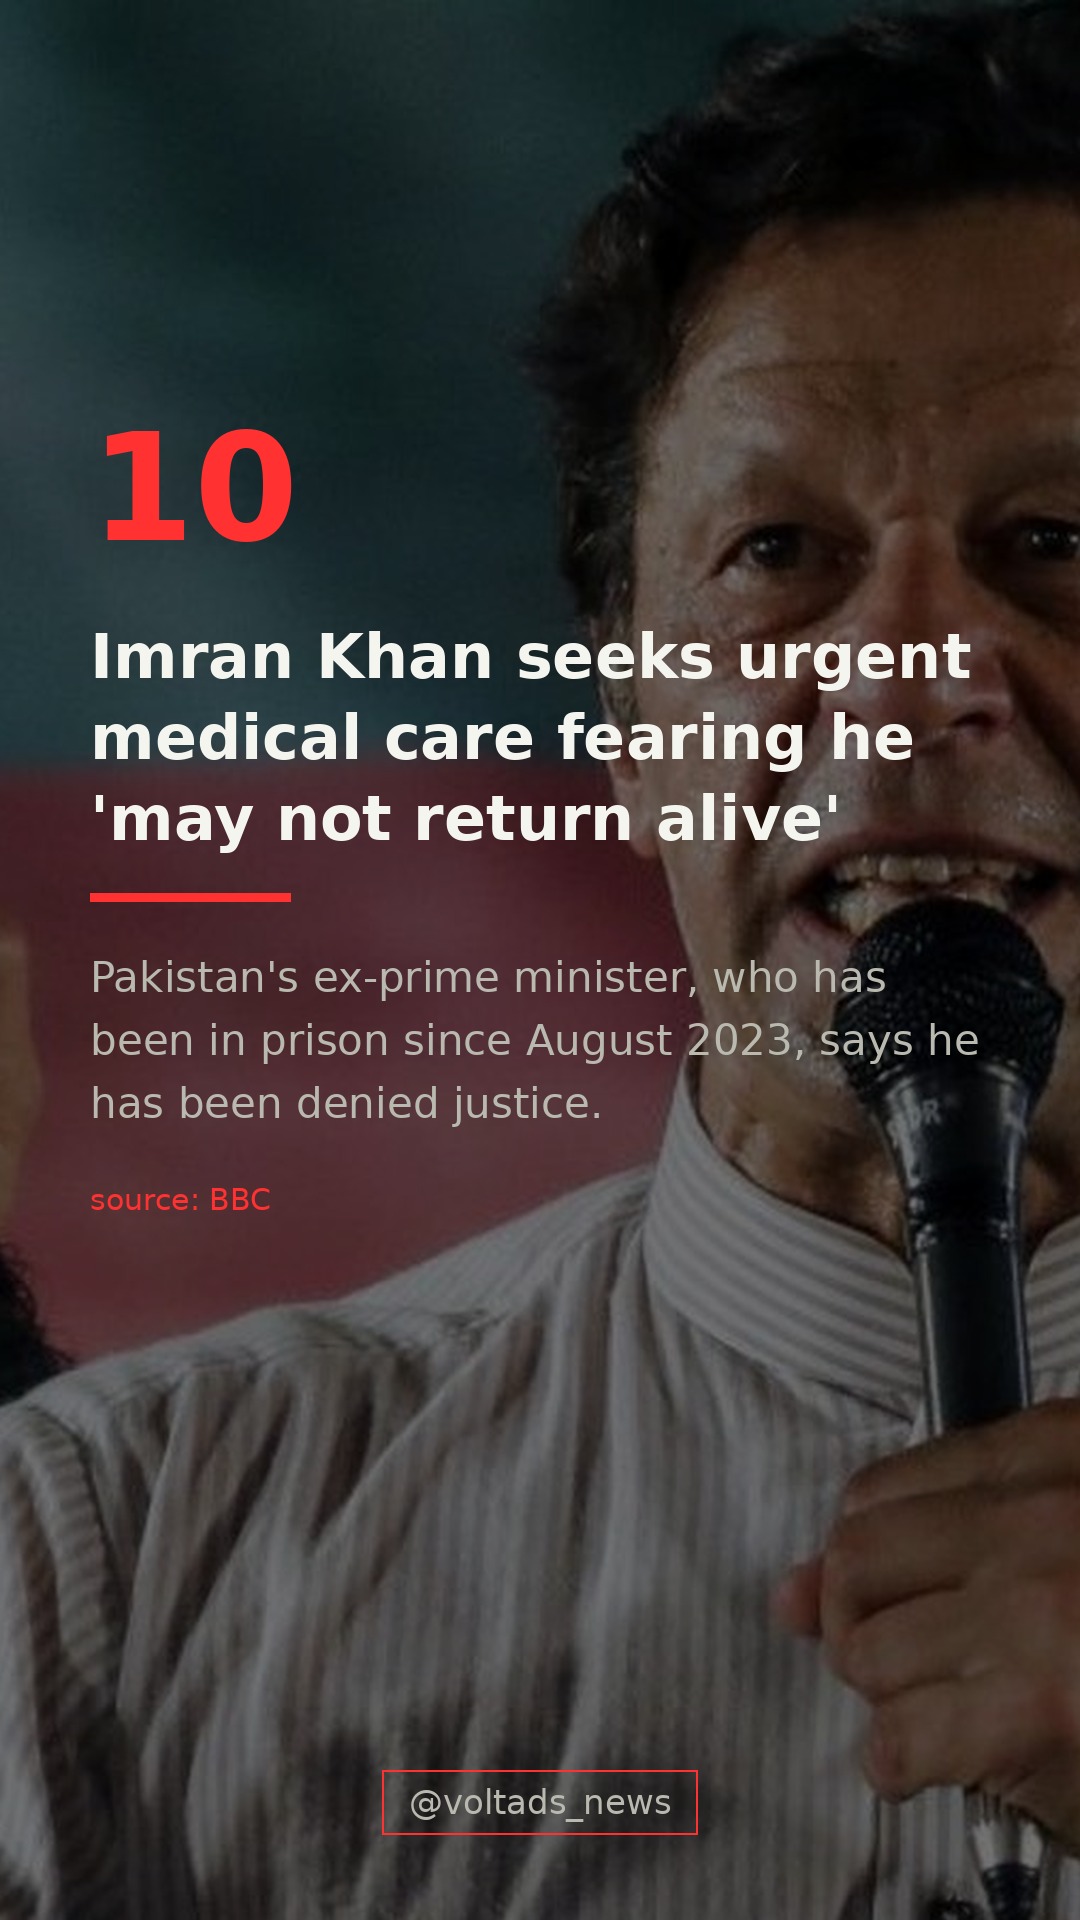 10
Imran Khan seeks urgent
medical care fearing he
'may not return alive'
Pakistan's ex-prime minister, who has
been in prison since August 2023, says he
has been denied justice.
source: BBC
@voltads_news